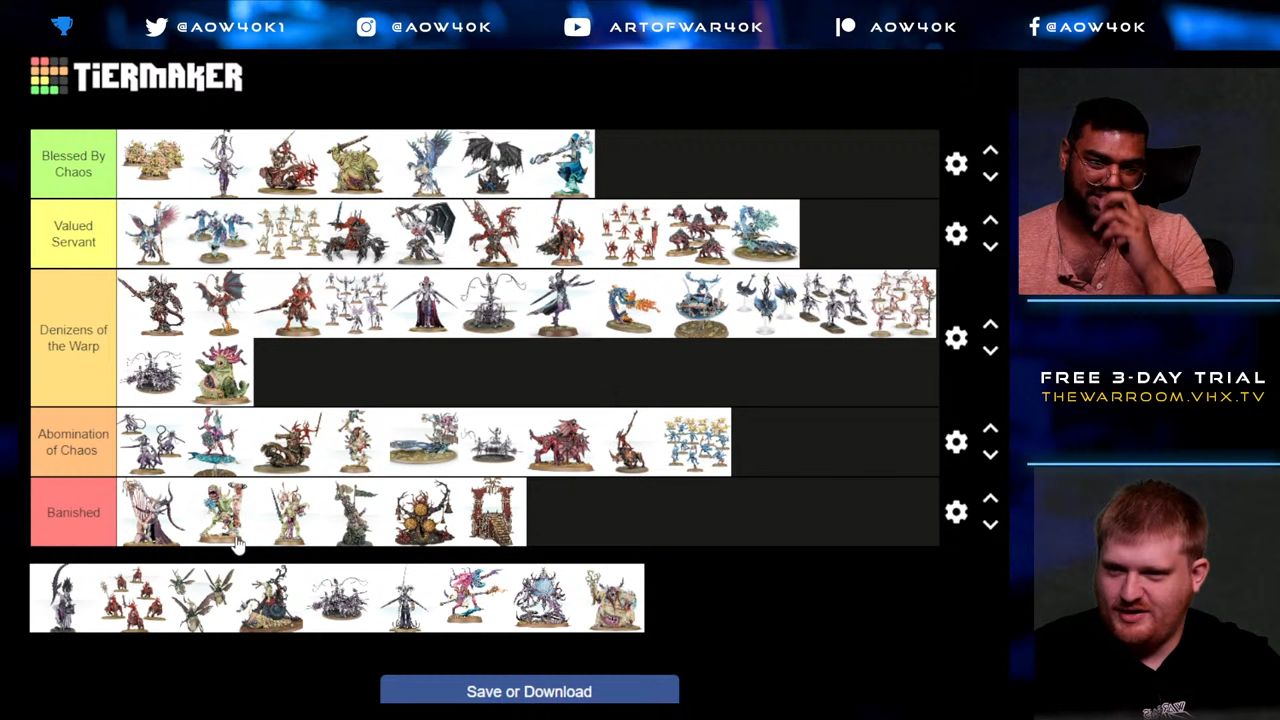 @AOW40K1
@AOW40K
ARTOFWAR40K
AOW40K
@AOW40K
TIERMAKER
Blessed By
Chaos
Valued
Servant
Denizens of
the Warp
Abomination
of Chaos
Banished
FREE 3-DAY TRIAL
THEWARROOM.VHX.TV
Save or Download